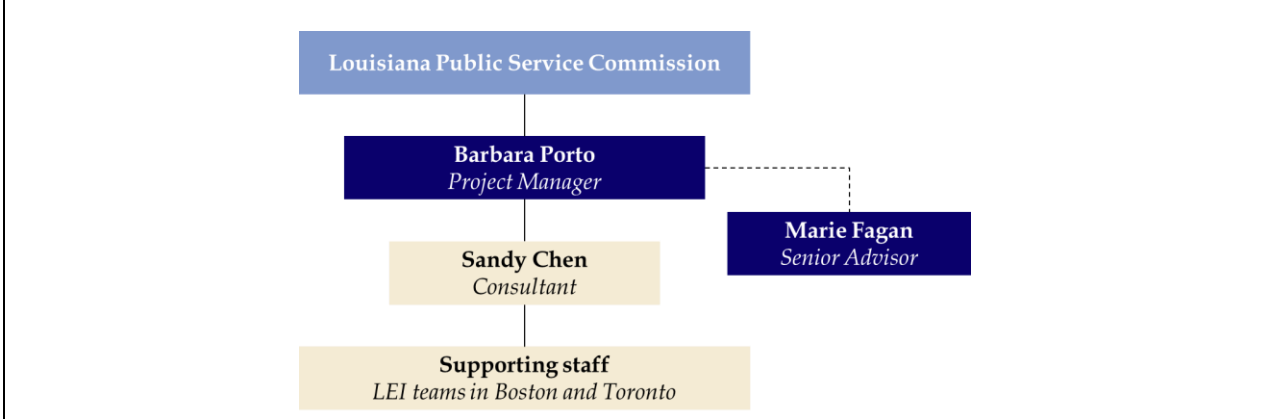 Louisiana Public Service Commission
Barbara Porto
Project Manager
Marie Fagan
Senior Advisor
Sandy Chen
Consultant
Supporting staff
LEI teams in Boston and Toronto